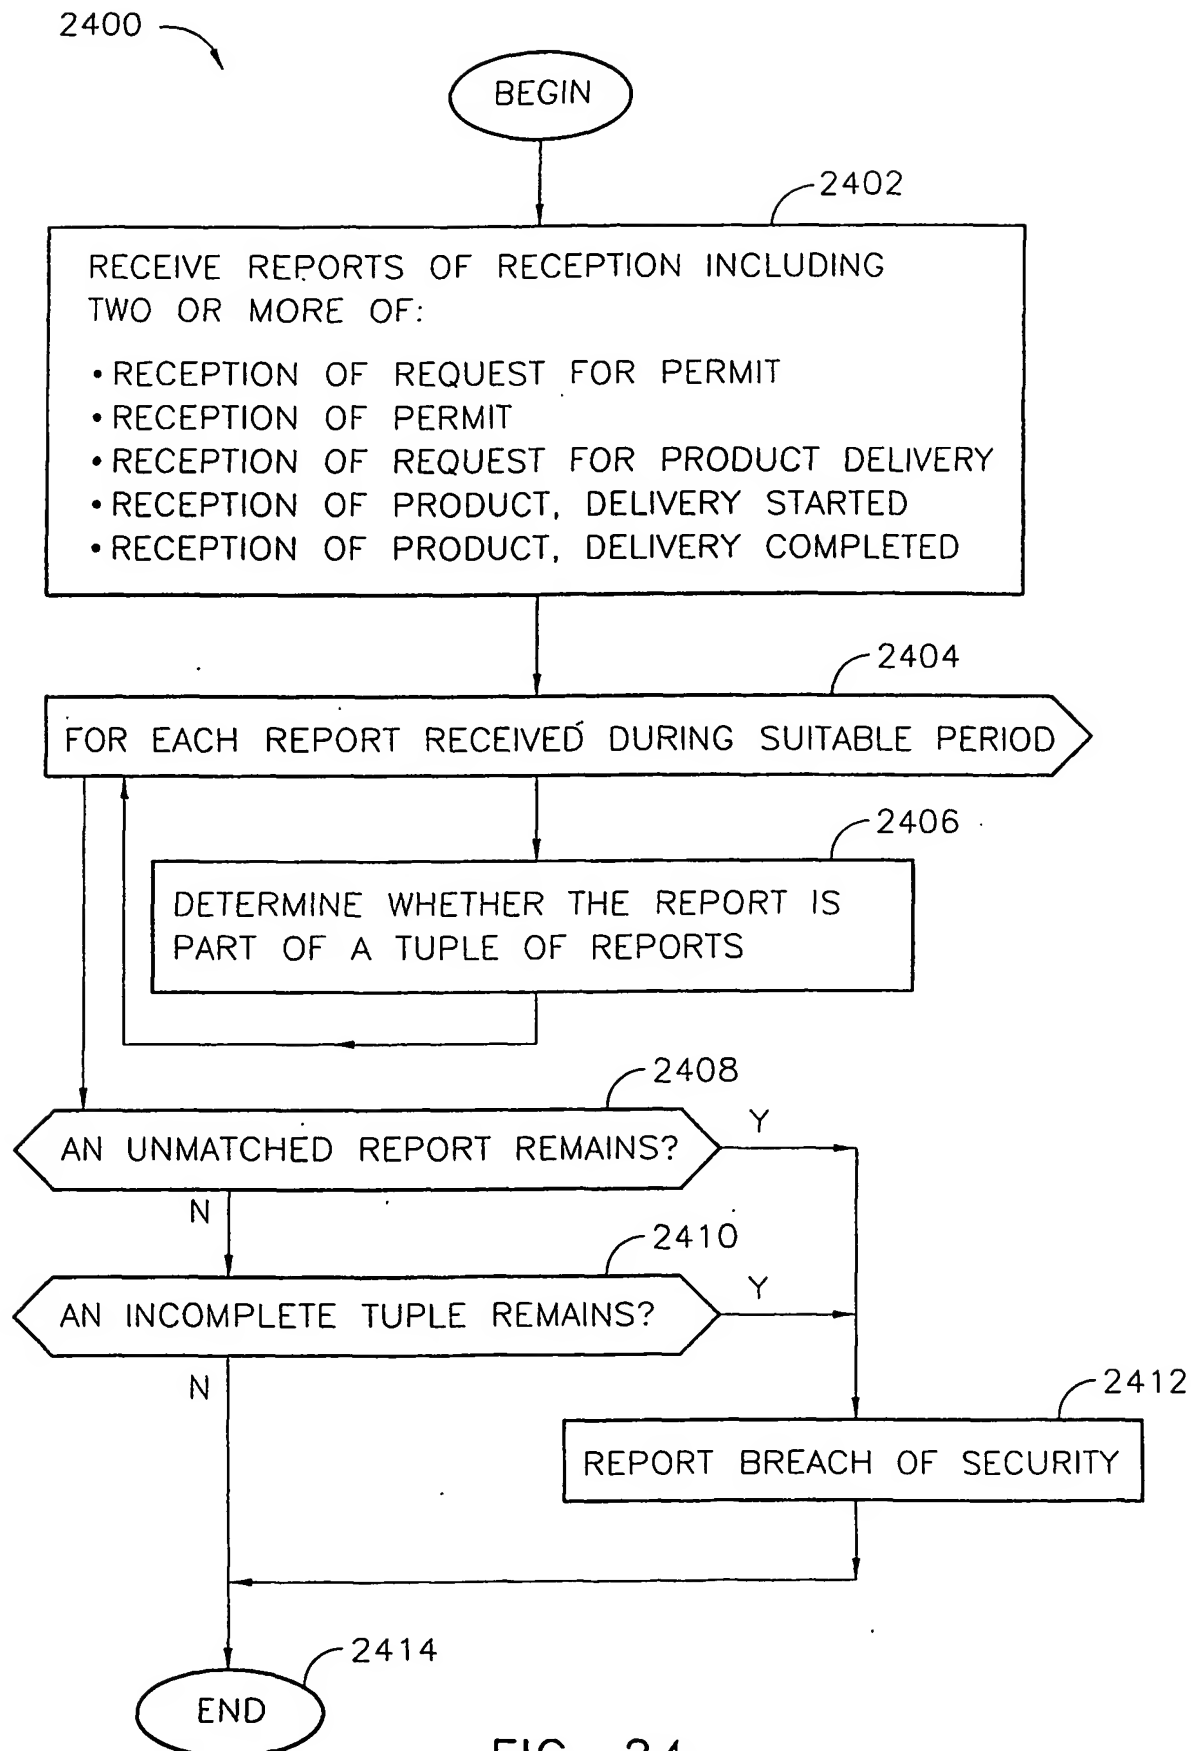 2400
BEGIN
2402
RECEIVE REPORTS OF RECEPTION INCLUDING
TWO OR MORE OF:
• RECEPTION OF REQUEST FOR PERMIT
• RECEPTION OF PERMIT
• RECEPTION OF REQUEST FOR PRODUCT DELIVERY
• RECEPTION OF PRODUCT, DELIVERY STARTED
• RECEPTION OF PRODUCT, DELIVERY COMPLETED
2404
FOR EACH REPORT RECEIVED DURING SUITABLE PERIOD
2406
DETERMINE WHETHER THE REPORT IS
PART OF A TUPLE OF REPORTS
2408
AN UNMATCHED REPORT REMAINS?
Y
N
2410
AN INCOMPLETE TUPLE REMAINS?
Y
N
2412
REPORT BREACH OF SECURITY
2414
END
FIG. 24